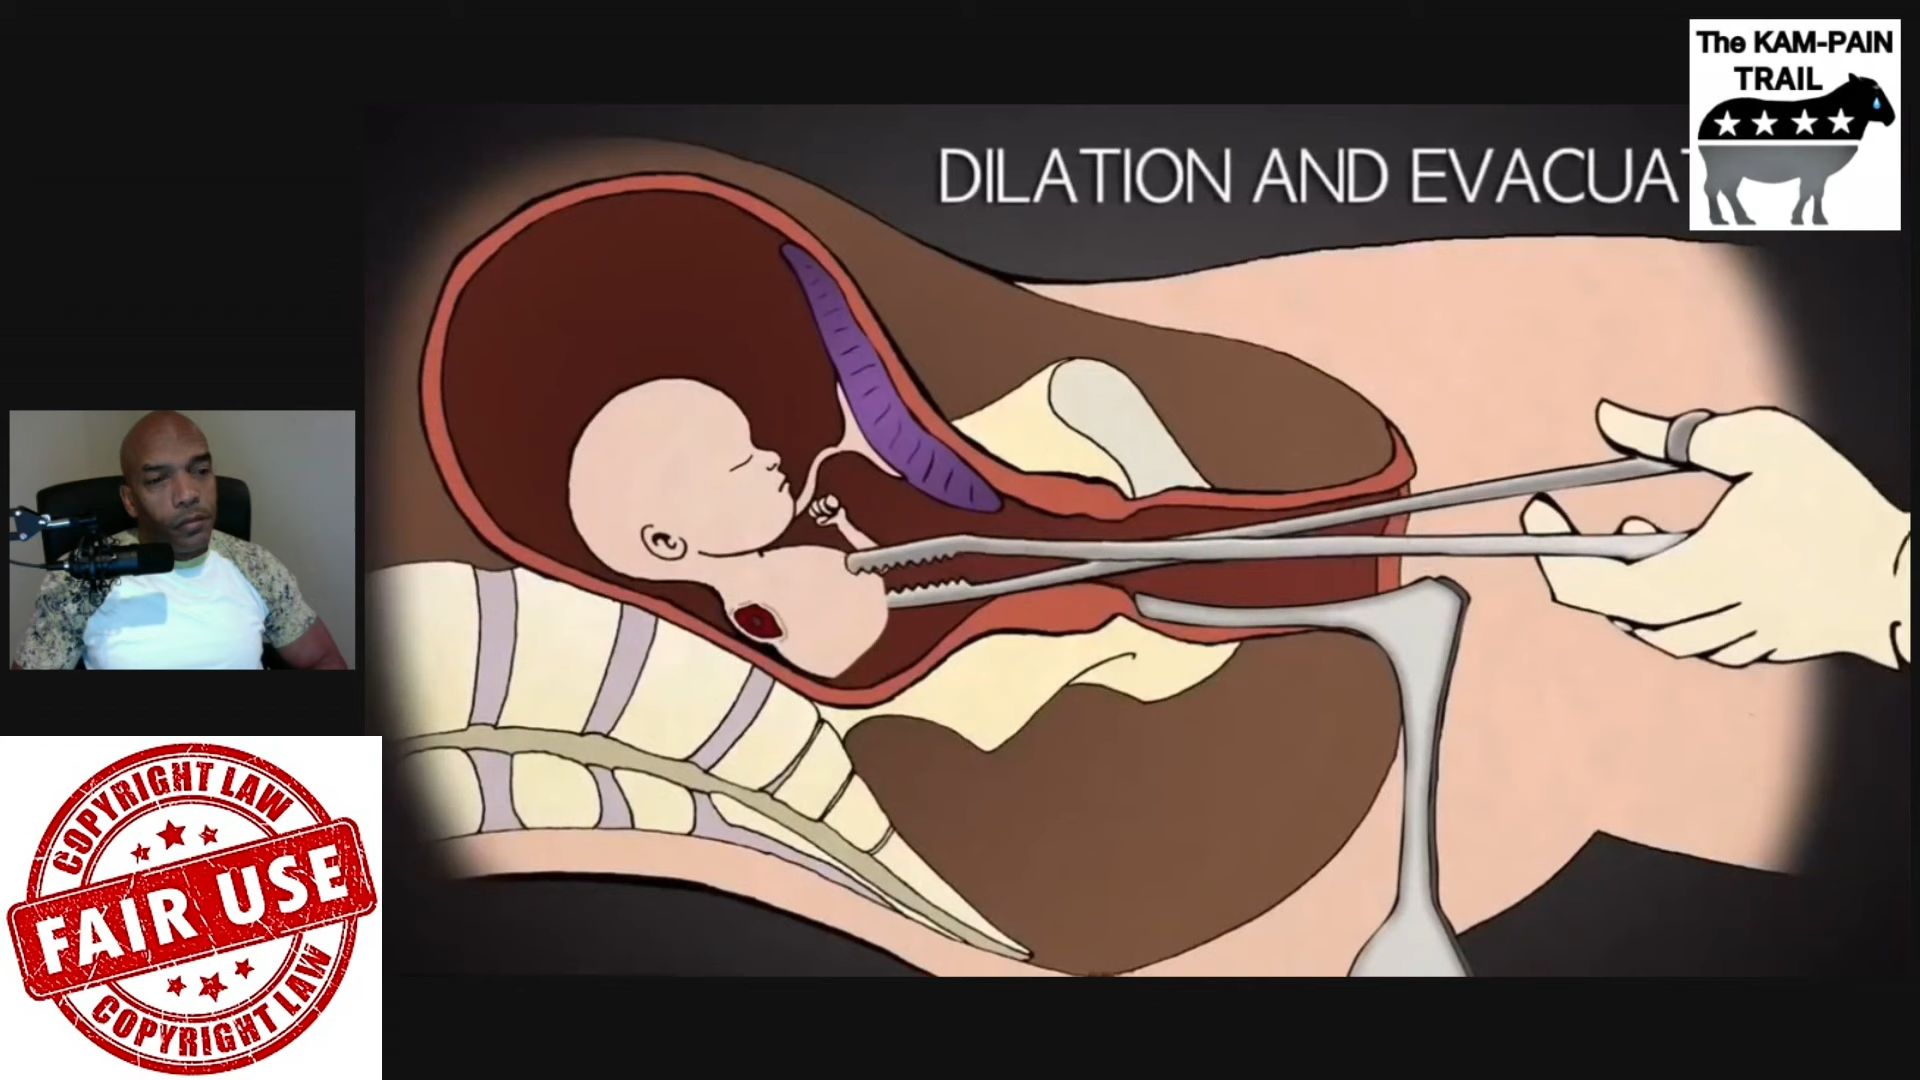 The KAM-PAIN
TRAIL
DILATION AND EVACUAT
COPYRIGHT LAW
FAIR USE
COPYRIGHT LAW